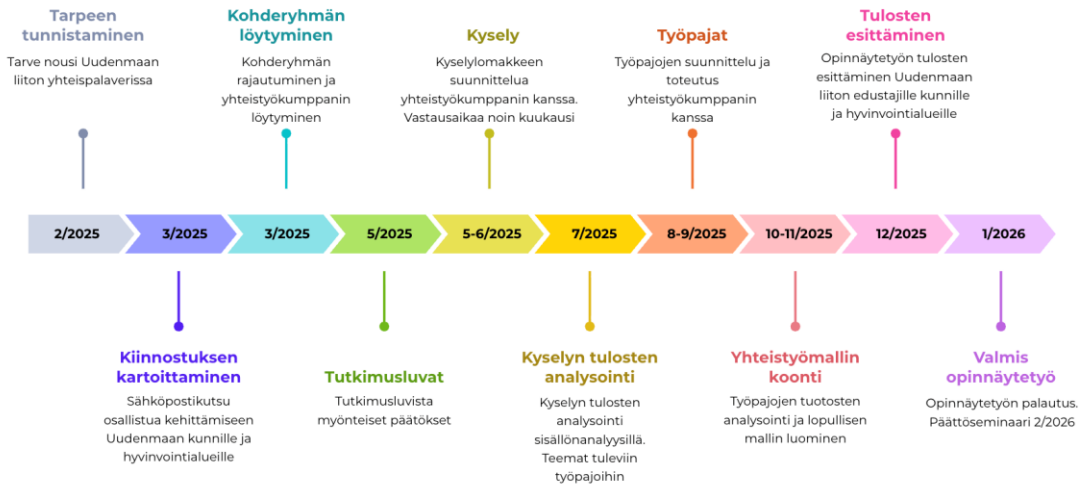 Tarpeen
tunnistaminen
Tarve nousi Uudenmaan
liiton yhteispalaverissa
Kohderyhmän
löytyminen
Kohderyhmän
rajautuminen ja
yhteistyökumppanin
löytyminen
Kysely
Kyselylomakkeen
suunnittelua
yhteistyökumppanin kanssa.
Vastausaikaa noin kuukausi
Työpajat
Työpajojen suunnittelu ja
toteutus
yhteistyökumppanin
kanssa
Tulosten
esittäminen
Opinnäytetyön tulosten
esittäminen Uudenmaan
liiton edustajille kunnille
ja hyvinvointialueille
2/2025
3/2025
3/2025
5/2025
5-6/2025
7/2025
8-9/2025
10-11/2025
12/2025
1/2026
Kiinnostuksen
kartoittaminen
Sähköpostikutsu
osallistua kehittämiseen
Uudenmaan kunnille ja
hyvinvointialueille
Tutkimusluvat
Tutkimusluvista
myönteiset päätökset
Kyselyn tulosten
analysointi
Kyselyn tulosten
analysointi
sisällönanalyysillä.
Teemat tuleviin
työpajoihin
Yhteistyömallin
koonti
Työpajojen tuotosten
analysointi ja lopullisen
mallin luominen
Valmis
opinnäytetyö
Opinnäytetyön palautus.
Päättöseminaari 2/2026